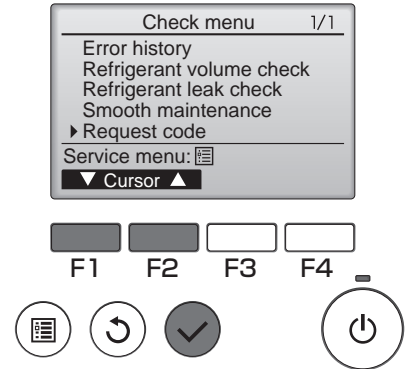 Check menu 1/1
Error history
Refrigerant volume check
Refrigerant leak check
Smooth maintenance
Request code
Service menu:
▼ Cursor ▲
F1 F2 F3 F4